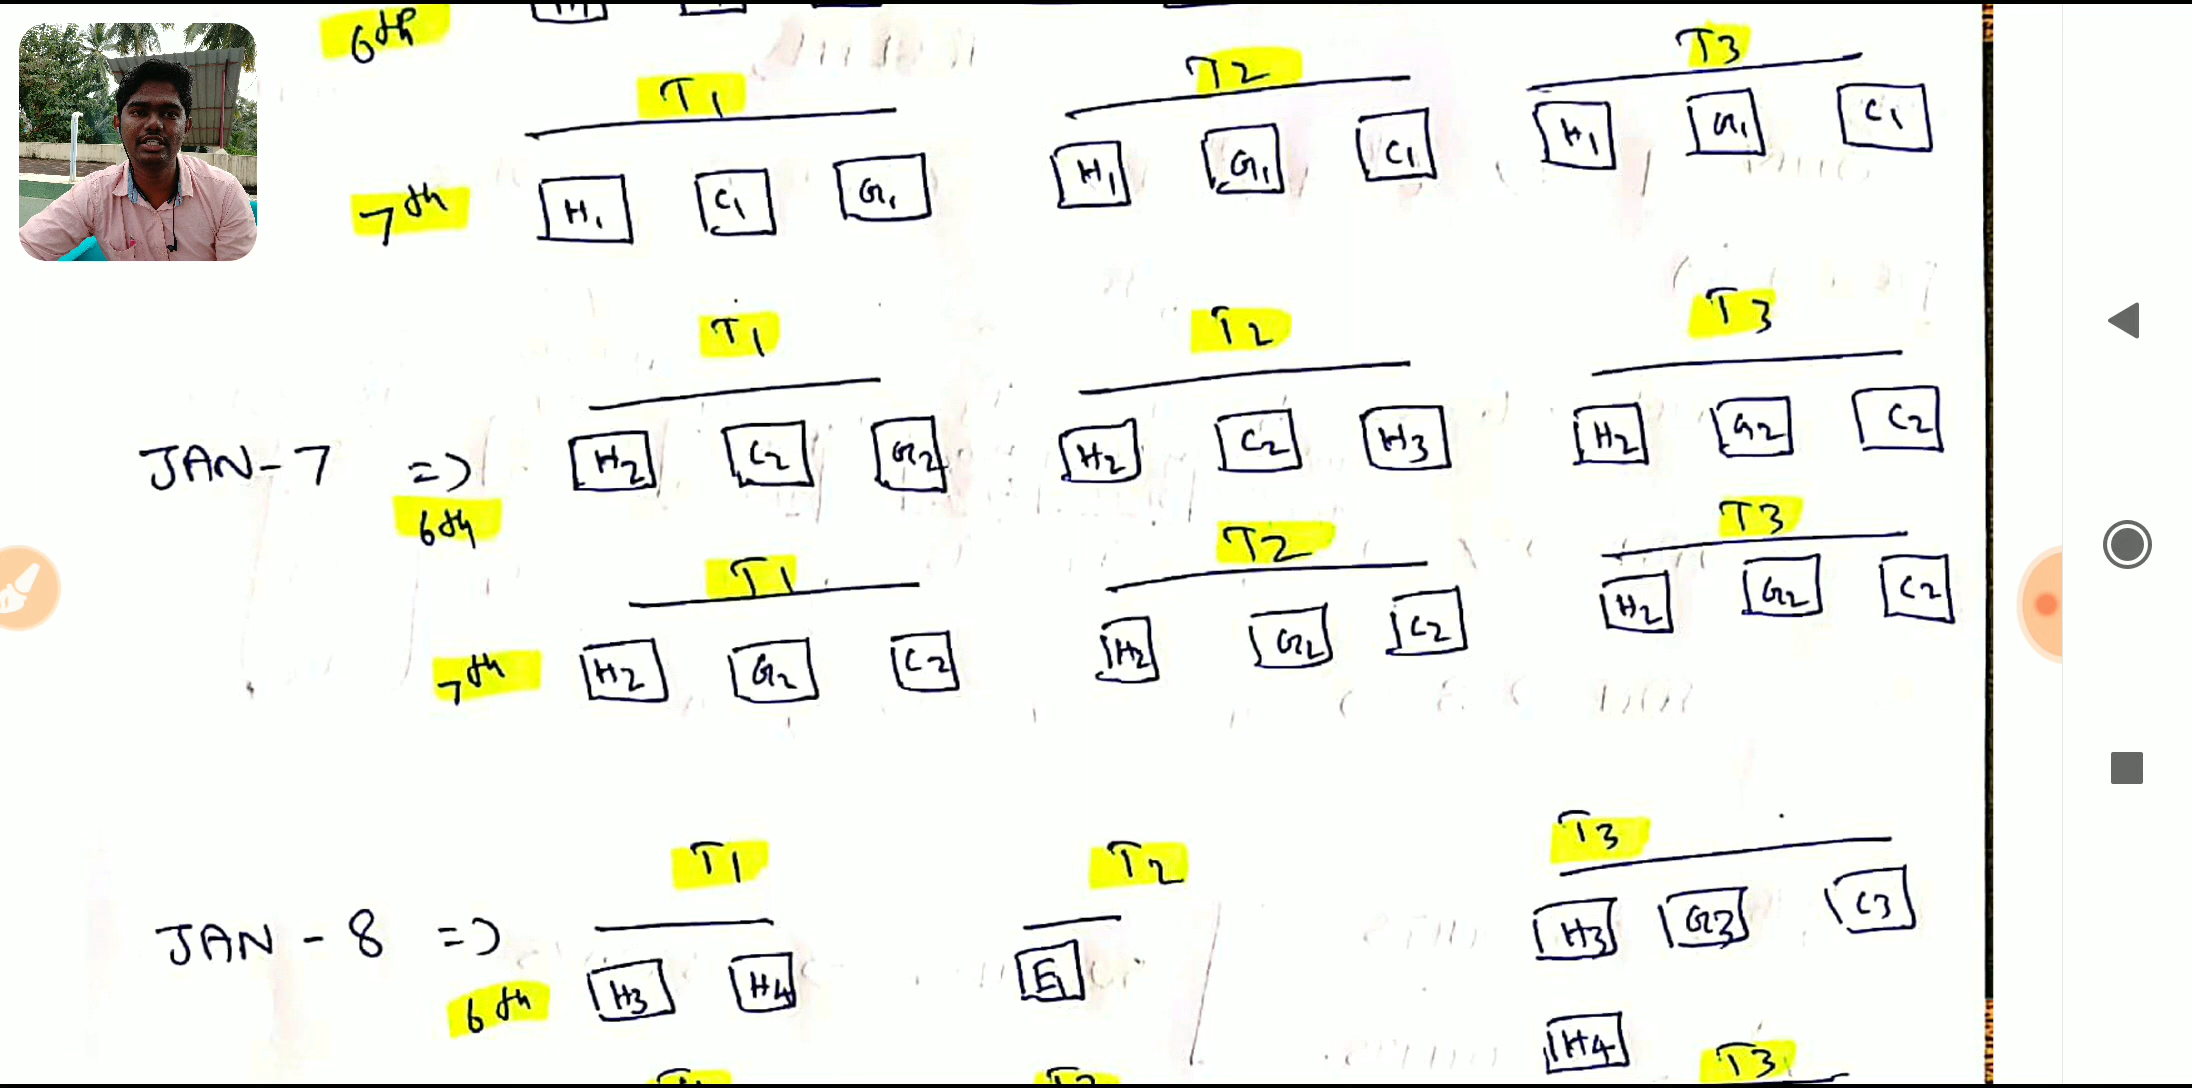 6th
T1 T2 T3
7th H1 C1 G1 H1 G1 C1 H1 G1 C1
T1 T2 T3
JAN-7 => H2 C2 G2 H2 C2 H3 H2 G2 C2
6th
T1 T2 T3
7th H2 G2 C2 H2 G2 C2 H2 G2 C2
T1 T2 T3
JAN-8 => H3 H4 E1 H3 G3 C3
6th H4
T3